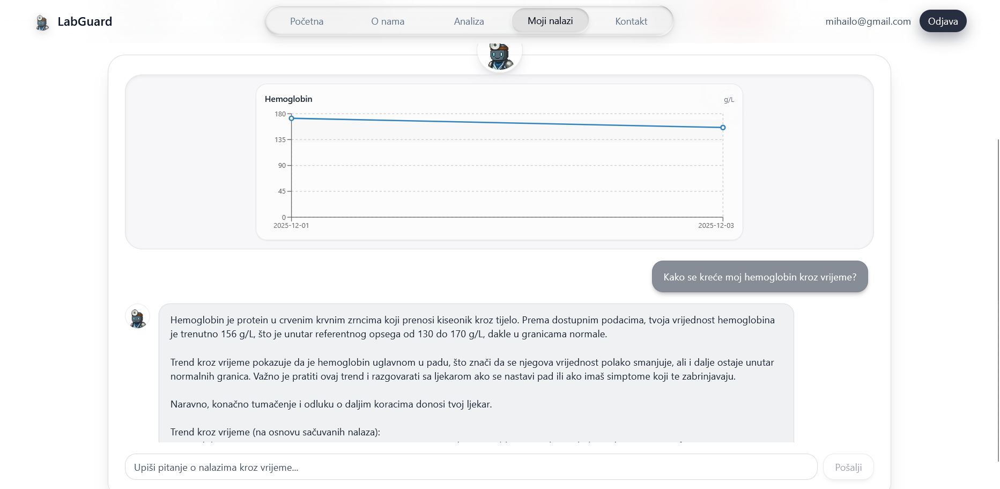 LabGuard
Početna
O nama
Analiza
Moji nalazi
Kontakt
mihailo@gmail.com
Odjava
Hemoglobin
g/L
180
135
90
45
0
2025-12-01
2025-12-03
Kako se kreće moj hemoglobin kroz vrijeme?
Hemoglobin je protein u crvenim krvnim zrncima koji prenosi kiseonik kroz tijelo. Prema dostupnim podacima, tvoja vrijednost hemoglobina
je trenutno 156 g/L, što je unutar referentnog opsega od 130 do 170 g/L, dakle u granicama normale.
Trend kroz vrijeme pokazuje da je hemoglobin uglavnom u padu, što znači da se njegova vrijednost polako smanjuje, ali i dalje ostaje unutar
normalnih granica. Važno je pratiti ovaj trend i razgovarati sa ljekarom ako se nastavi pad ili ako imaš simptome koji te zabrinjavaju.
Naravno, konačno tumačenje i odluku o daljim koracima donosi tvoj ljekar.
Trend kroz vrijeme (na osnovu sačuvanih nalaza):
Upiši pitanje o nalazima kroz vrijeme...
Pošalji